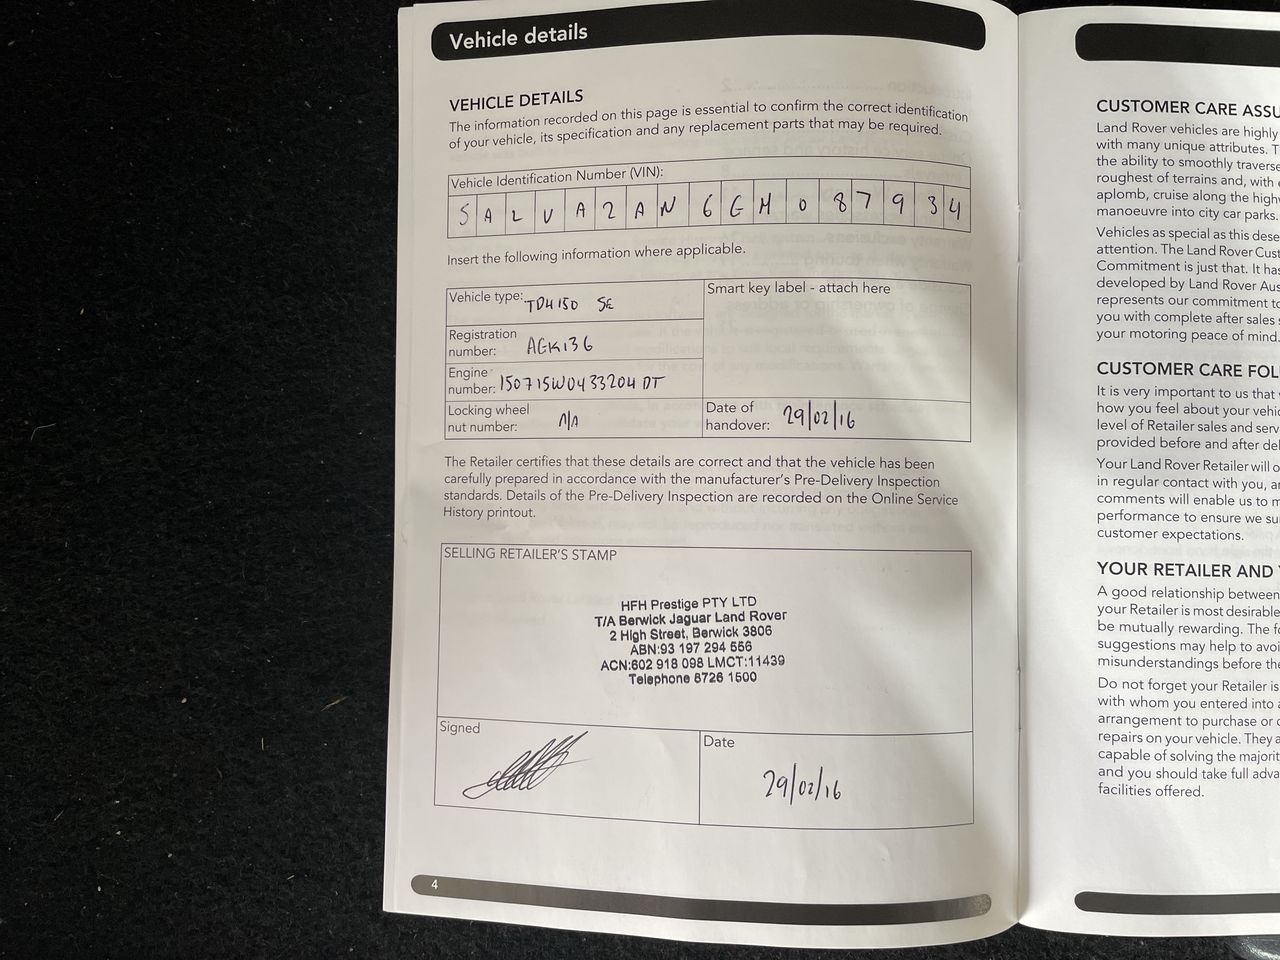 Vehicle details
VEHICLE DETAILS
The information recorded on this page is essential to confirm the correct identification
of your vehicle, its specification and any replacement parts that may be required.
Vehicle Identification Number (VIN):
S A L V A 2 A N 6 G H 0 8 7 9 3 4
Insert the following information where applicable.
Vehicle type: TD4150 SE
Smart key label - attach here
Registration
number: AGK136
Engine
number: 150715W0433204 DT
Locking wheel
nut number: N/A
Date of
handover: 29/02/16
The Retailer certifies that these details are correct and that the vehicle has been
carefully prepared in accordance with the manufacturer's Pre-Delivery Inspection
standards. Details of the Pre-Delivery Inspection are recorded on the Online Service
History printout.
SELLING RETAILER'S STAMP
HFH Prestige PTY LTD
T/A Berwick Jaguar Land Rover
2 High Street, Berwick 3806
ABN:93 197 294 556
ACN:602 918 098 LMCT:11439
Telephone 8726 1500
Signed
Date
29/02/16
4
CUSTOMER CARE ASSU
Land Rover vehicles are highly
with many unique attributes. T
the ability to smoothly traverse
roughest of terrains and, with
aplomb, cruise along the high
manoeuvre into city car parks.
Vehicles as special as this dese
attention. The Land Rover Cust
Commitment is just that. It has
developed by Land Rover Aus
represents our commitment to
you with complete after sales s
your motoring peace of mind.
CUSTOMER CARE FOL
It is very important to us that
how you feel about your vehic
level of Retailer sales and serv
provided before and after del
Your Land Rover Retailer will
in regular contact with you, an
comments will enable us to m
performance to ensure we su
customer expectations.
YOUR RETAILER AND
A good relationship between
your Retailer is most desirable
be mutually rewarding. The fo
suggestions may help to avoi
misunderstandings before the
Do not forget your Retailer is
with whom you entered into a
arrangement to purchase or
repairs on your vehicle. They a
capable of solving the majorit
and you should take full adva
facilities offered.